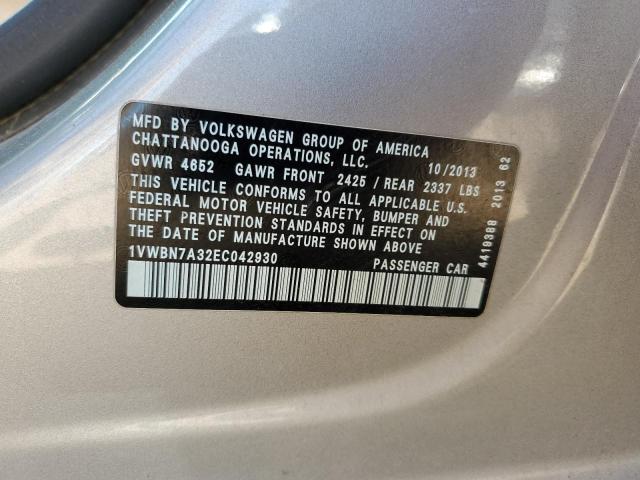 MFD BY VOLKSWAGEN GROUP OF AMERICA
CHATTANOOGA OPERATIONS, LLC. 10/2013
GVWR 4652 GAWR FRONT 2425 / REAR 2337 LBS
THIS VEHICLE CONFORMS TO ALL APPLICABLE U.S.
FEDERAL MOTOR VEHICLE SAFETY, BUMPER AND
THEFT PREVENTION STANDARDS IN EFFECT ON
THE DATE OF MANUFACTURE SHOWN ABOVE
1VWBN7A32EC042930 PASSENGER CAR
4419388 2013 62